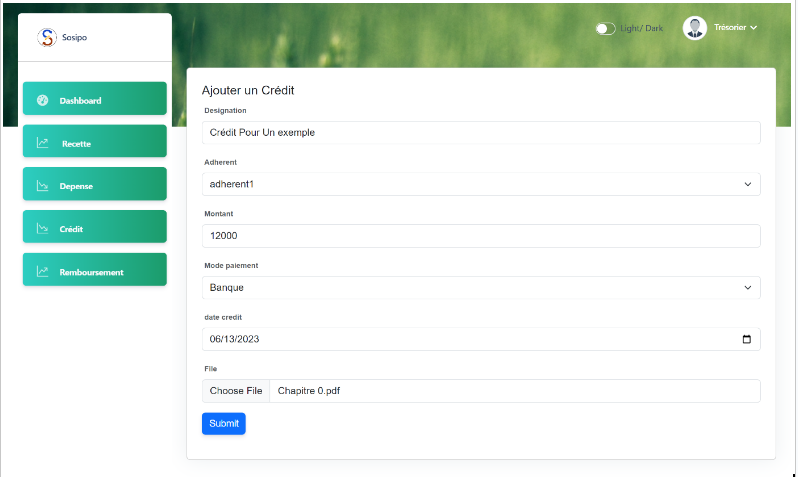 Sosipo
Light/ Dark
Trésorier
Dashboard
Recette
Depense
Crédit
Remboursement
Ajouter un Crédit
Designation
Crédit Pour Un exemple
Adherent
adherent1
Montant
12000
Mode paiement
Banque
date credit
06/13/2023
File
Choose File Chapitre 0.pdf
Submit